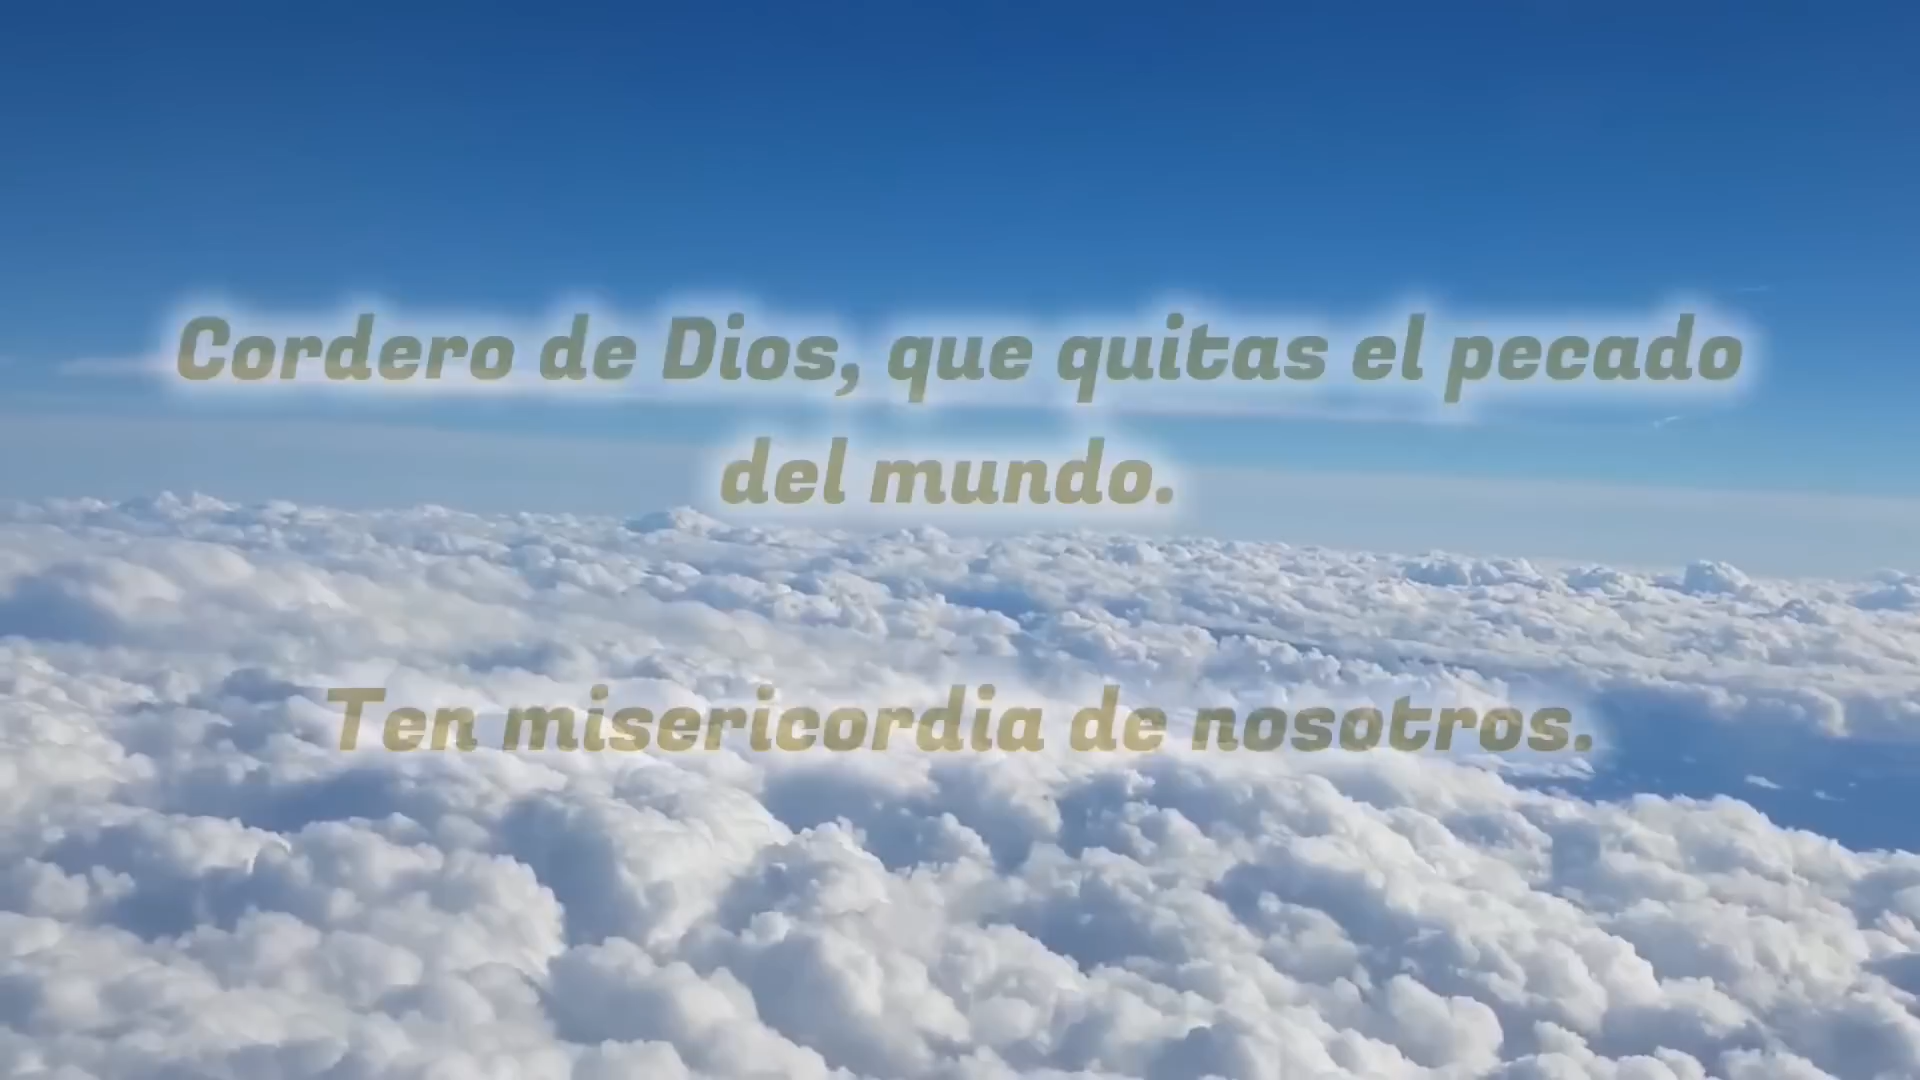 Cordero de Dios, que quitas el pecado
del mundo.
Ten misericordia de nosotros.